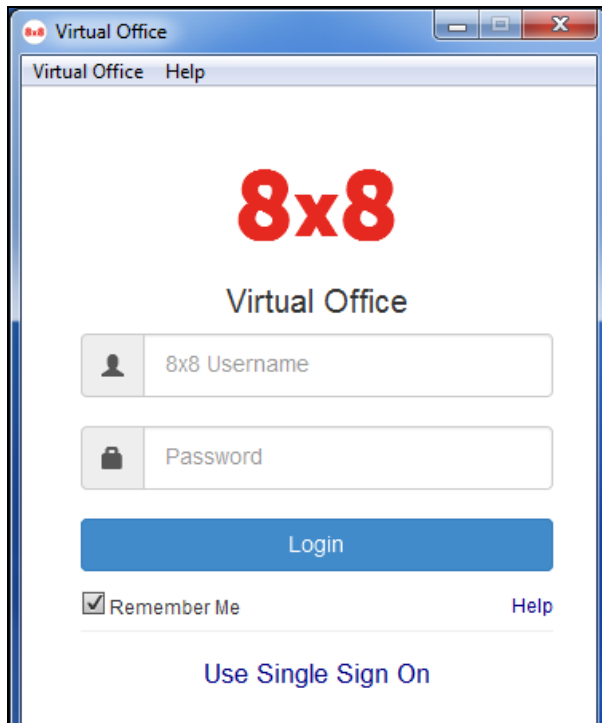 8x8 Virtual Office
Virtual Office Help
8x8
Virtual Office
8x8 Username
Password
Login
Remember Me Help
Use Single Sign On